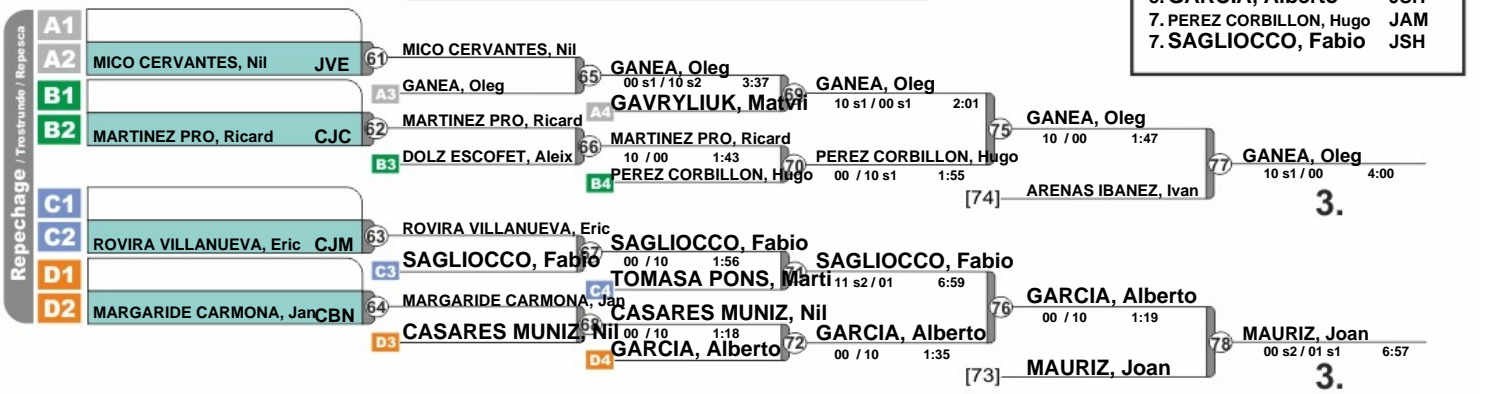 5. GARCIA, Alberto JSH
7. PEREZ CORBILLON, Hugo JAM
7. SAGLIOCCO, Fabio JSH
Repechage / Trostrunde / Repesca
A1
A2 MICO CERVANTES, Nil JVE
B1
B2 MARTINEZ PRO, Ricard CJC
C1
C2 ROVIRA VILLANUEVA, Eric CJM
D1
D2 MARGARIDE CARMONA, Jan CBN
61 MICO CERVANTES, Nil
A3 GANEA, Oleg
62 MARTINEZ PRO, Ricard
B3 DOLZ ESCOFET, Aleix
63 ROVIRA VILLANUEVA, Eric
C3 SAGLIOCCO, Fabio
64 MARGARIDE CARMONA, Jan
D3 CASARES MUNIZ, Nil
65 GANEA, Oleg
00 s1 / 10 s2 3:37
A4 GAVRYLIUK, Matvii
66 MARTINEZ PRO, Ricard
10 / 00 1:43
B4 PEREZ CORBILLON, Hugo
67 SAGLIOCCO, Fabio
00 / 10 1:56
C4 TOMASA PONS, Marti
68 CASARES MUNIZ, Nil
00 / 10 1:18
D4 GARCIA, Alberto
69 GANEA, Oleg
10 s1 / 00 s1 2:01
70 PEREZ CORBILLON, Hugo
00 / 10 s1 1:55
71 SAGLIOCCO, Fabio
11 s2 / 01 6:59
72 GARCIA, Alberto
00 / 10 1:35
75 GANEA, Oleg
10 / 00 1:47
[74] ARENAS IBANEZ, Ivan
76 GARCIA, Alberto
00 / 10 1:19
[73] MAURIZ, Joan
77 GANEA, Oleg
10 s1 / 00 4:00
3.
78 MAURIZ, Joan
00 s2 / 01 s1 6:57
3.